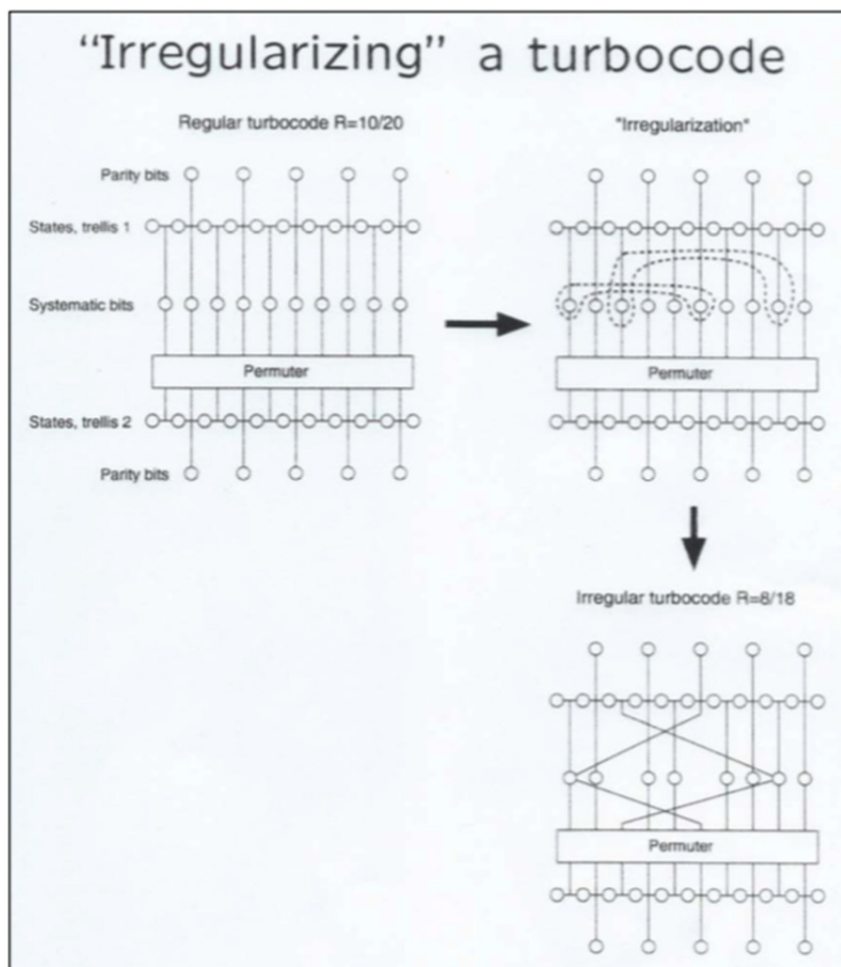 “Irregularizing” a turbocode
Regular turbocode R=10/20
Parity bits
States, trellis 1
Systematic bits
Permuter
States, trellis 2
Parity bits
"Irregularization"
Permuter
Irregular turbocode R=8/18
Permuter